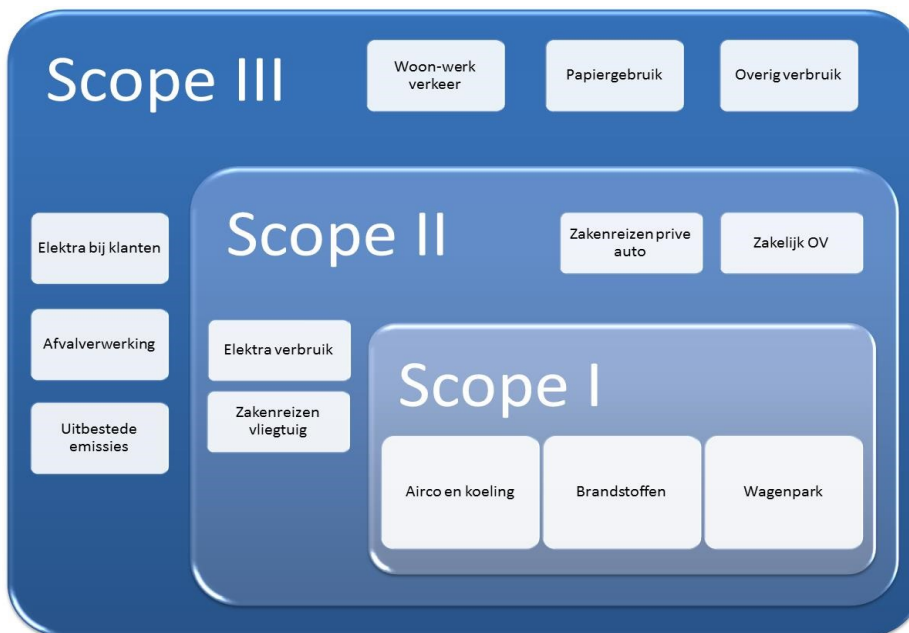 Scope III
Woon-werk
verkeer
Papiergebruik
Overig verbruik
Elektra bij klanten
Afvalverwerking
Uitbestede
emissies
Scope II
Zakenreizen prive
auto
Zakelijk OV
Elektra verbruik
Zakenreizen
vliegtuig
Scope I
Airco en koeling
Brandstoffen
Wagenpark